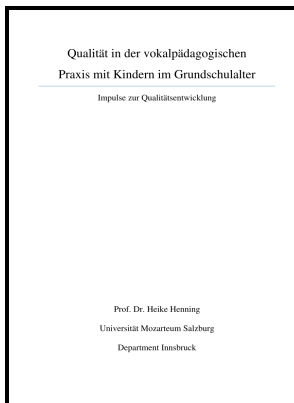 Qualität in der vokalpädagogischen
Praxis mit Kindern im Grundschulalter
Impulse zur Qualitätsentwicklung
Prof. Dr. Heike Henning
Universität Mozarteum Salzburg
Department Innsbruck